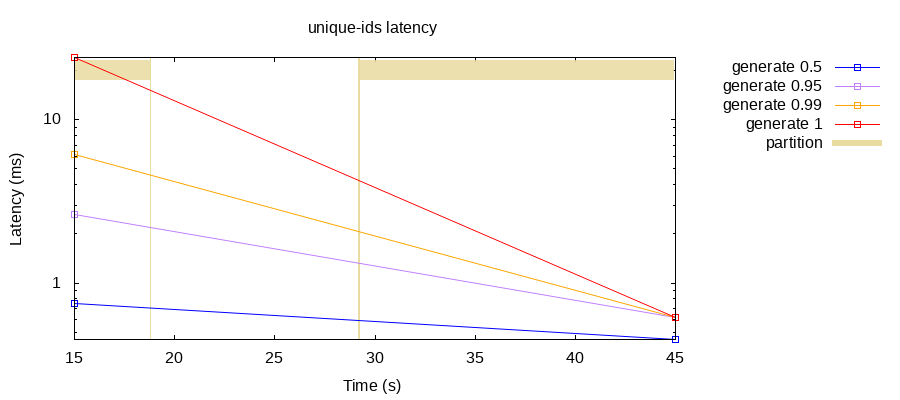 unique-ids latency
generate 0.5
generate 0.95
generate 0.99
generate 1
partition
10
1
Latency (ms)
15 20 25 30 35 40 45
Time (s)